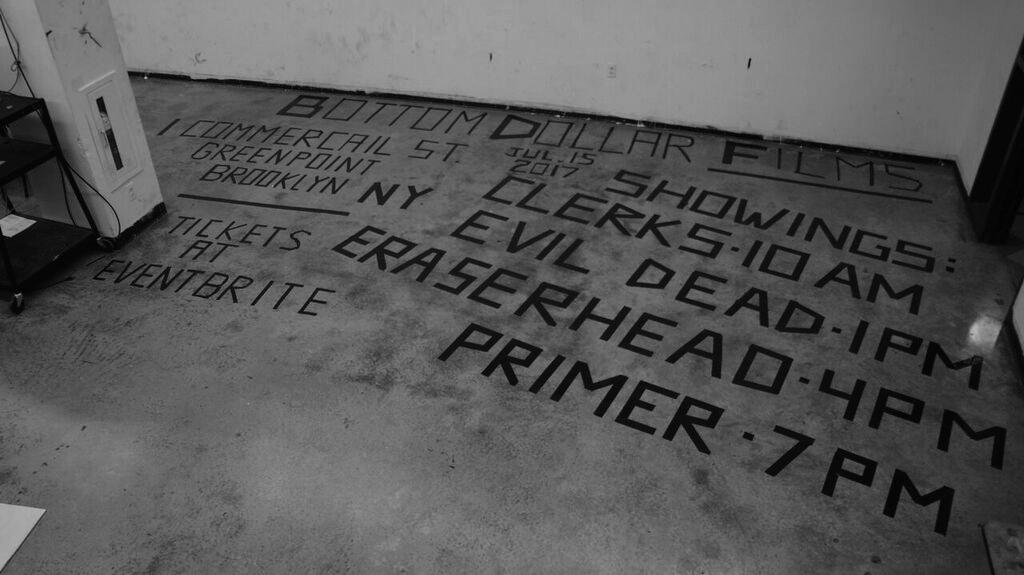 BOTTOM DOLLAR FILMS
1 COMMERCAIL ST.
GREENPOINT
BROOKLYN NY
JUL. 15
2017
TICKETS
AT
EVENTBRITE
SHOWINGS:
CLERKS·10AM
EVIL DEAD·1PM
ERASERHEAD·4PM
PRIMER·7PM